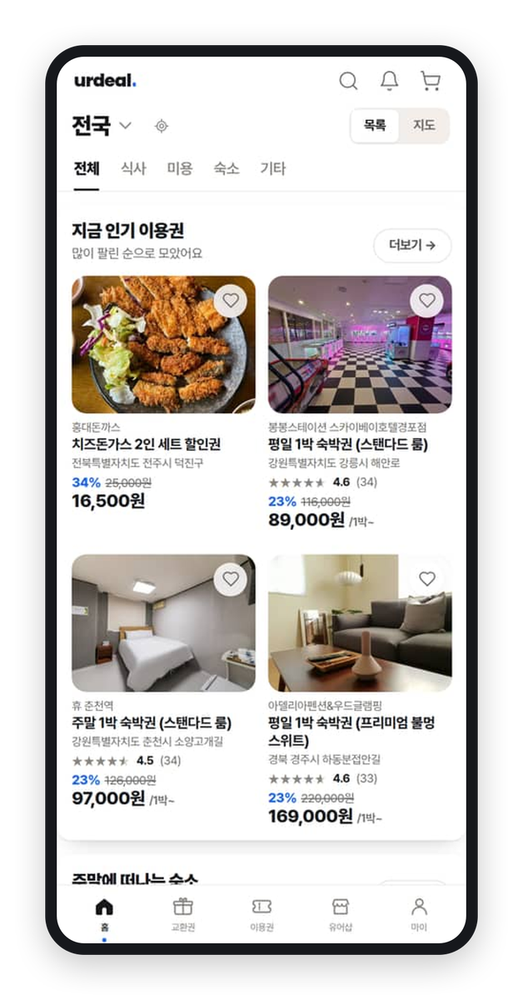 urdeal.
전국
목록 지도
전체 식사 미용 숙소 기타
지금 인기 이용권
많이 팔린 순으로 모았어요
더보기 →
홍대돈까스
치즈돈가스 2인 세트 할인권
전북특별자치도 전주시 덕진구
34% 25,000원
16,500원
봉봉스테이션 스카이베이호텔경포점
평일 1박 숙박권 (스탠다드 룸)
강원특별자치도 강릉시 해안로
★★★★★ 4.6 (34)
23% 116,000원
89,000원 /1박~
휴 춘천역
주말 1박 숙박권 (스탠다드 룸)
강원특별자치도 춘천시 소양고개길
★★★★★ 4.5 (34)
23% 126,000원
97,000원 /1박~
아델리아펜션&우드글램핑
평일 1박 숙박권 (프리미엄 불멍
스위트)
경북 경주시 하동분접안길
★★★★★ 4.6 (33)
23% 220,000원
169,000원 /1박~
주말에 떠나는 숙소
홈 교환권 이용권 유어샵 마이